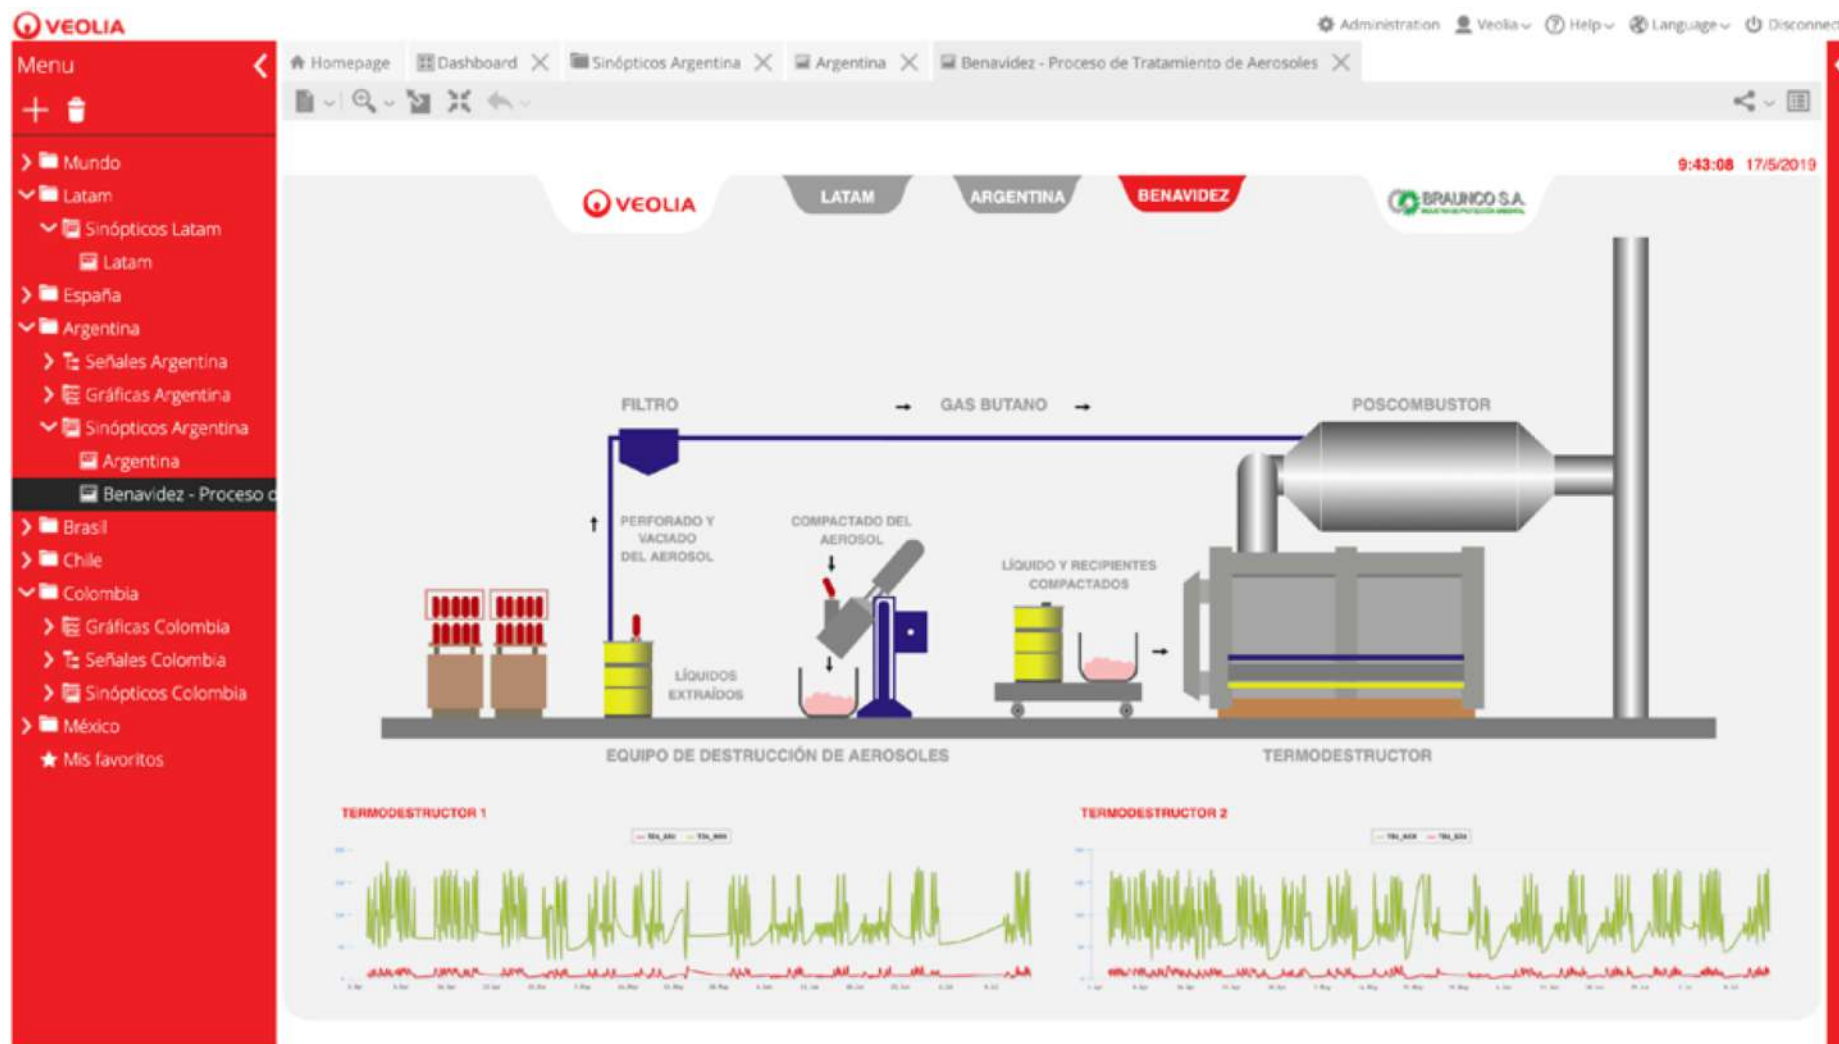 VEOLIA
Administration Veolia Help Language Disconnect
Menu
Homepage Dashboard Sinópticos Argentina Argentina Benavidez - Proceso de Tratamiento de Aerosoles
Mundo
Latam
Sinópticos Latam
Latam
España
Argentina
Señales Argentina
Gráficas Argentina
Sinópticos Argentina
Argentina
Benavidez - Proceso d
Brasil
Chile
Colombia
Gráficas Colombia
Señales Colombia
Sinópticos Colombia
México
Mis favoritos
9:43:08 17/5/2019
VEOLIA LATAM ARGENTINA BENAVIDEZ BRAUNCO S.A.
FILTRO → GAS BUTANO → POSCOMBUSTOR
PERFORADO Y
VACIADO
DEL AEROSOL
COMPACTADO DEL
AEROSOL
LÍQUIDO Y RECIPIENTES
COMPACTADOS
LÍQUIDOS
EXTRAÍDOS
EQUIPO DE DESTRUCCIÓN DE AEROSOLES
TERMODESTRUCTOR
TERMODESTRUCTOR 1
TERMODESTRUCTOR 2